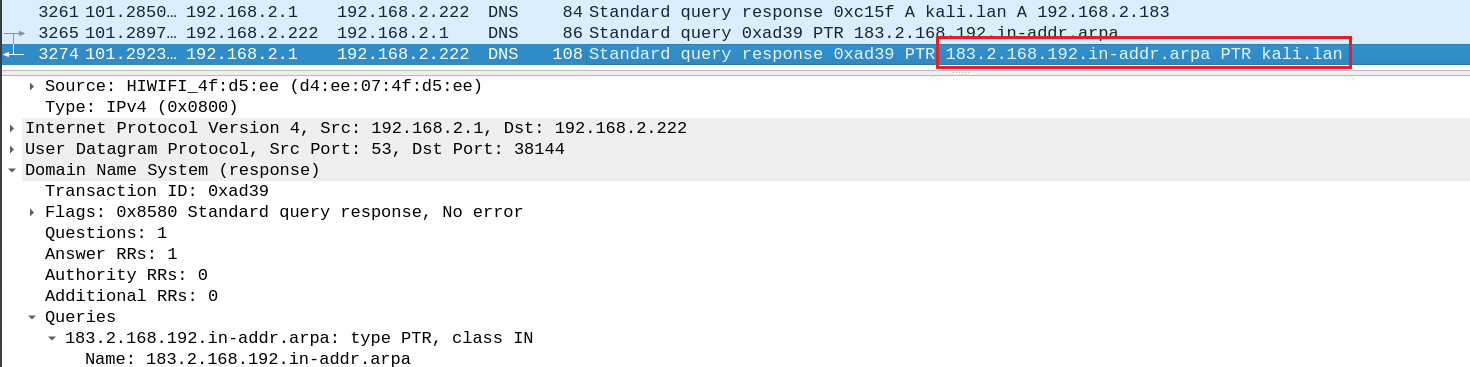 3261 101.2850… 192.168.2.1 192.168.2.222 DNS 84 Standard query response 0xc15f A kali.lan A 192.168.2.183
3265 101.2897… 192.168.2.222 192.168.2.1 DNS 86 Standard query 0xad39 PTR 183.2.168.192.in-addr.arpa
3274 101.2923… 192.168.2.1 192.168.2.222 DNS 108 Standard query response 0xad39 PTR 183.2.168.192.in-addr.arpa PTR kali.lan
Source: HIWIFI_4f:d5:ee (d4:ee:07:4f:d5:ee)
Type: IPv4 (0x0800)
Internet Protocol Version 4, Src: 192.168.2.1, Dst: 192.168.2.222
User Datagram Protocol, Src Port: 53, Dst Port: 38144
Domain Name System (response)
Transaction ID: 0xad39
Flags: 0x8580 Standard query response, No error
Questions: 1
Answer RRs: 1
Authority RRs: 0
Additional RRs: 0
Queries
183.2.168.192.in-addr.arpa: type PTR, class IN
Name: 183.2.168.192.in-addr.arpa